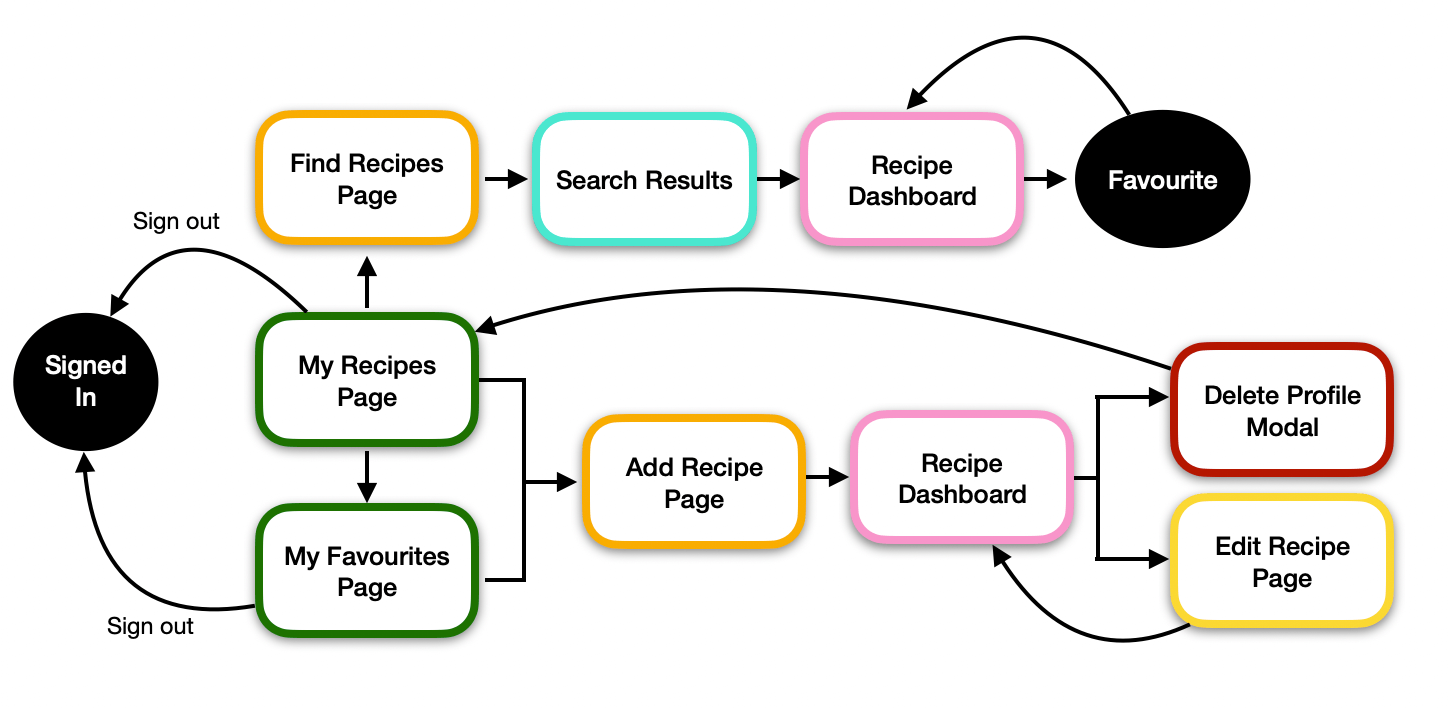 Find Recipes
Page
Search Results
Recipe
Dashboard
Favourite
Sign out
Signed
In
My Recipes
Page
Delete Profile
Modal
Add Recipe
Page
Recipe
Dashboard
My Favourites
Page
Edit Recipe
Page
Sign out